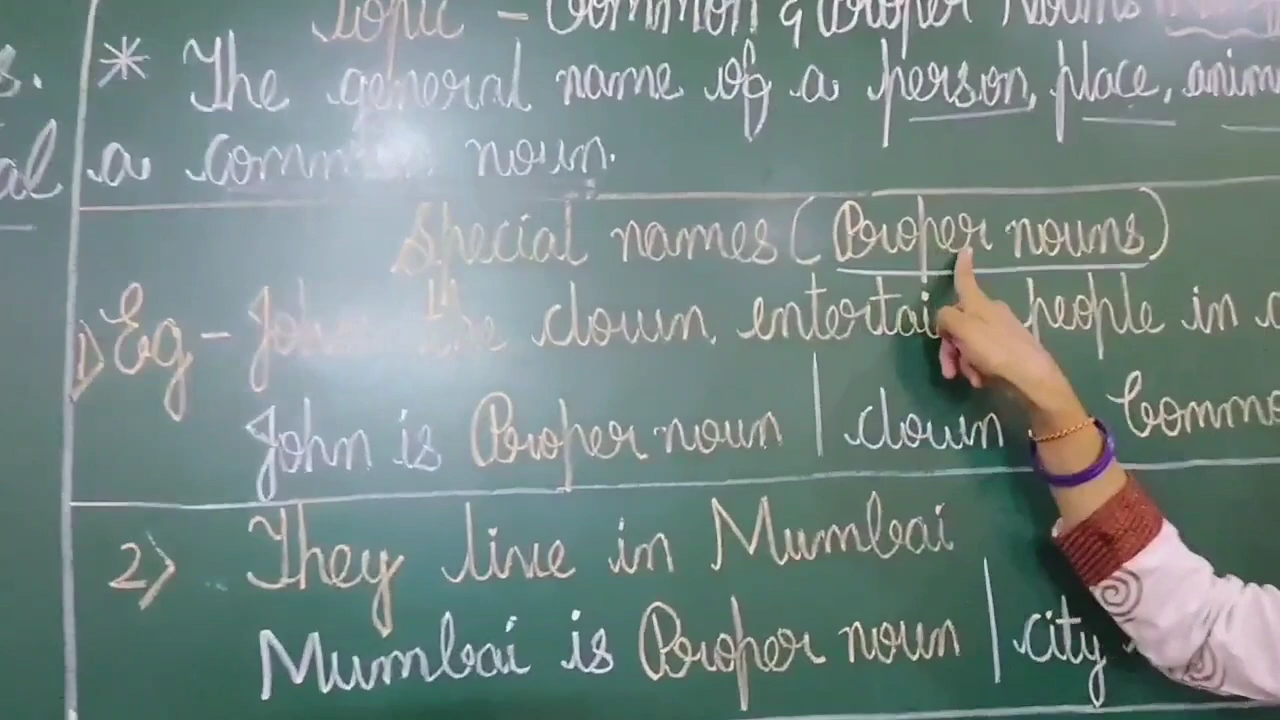 Topic - Common & Proper Nouns
s. * The general name of a person, place, anim
al a common noun.
Special names (Proper nouns)
1) Eg - John the clown, entertai people in
John is Proper noun | clown Commo
2) They live in Mumbai
Mumbai is Proper noun | city